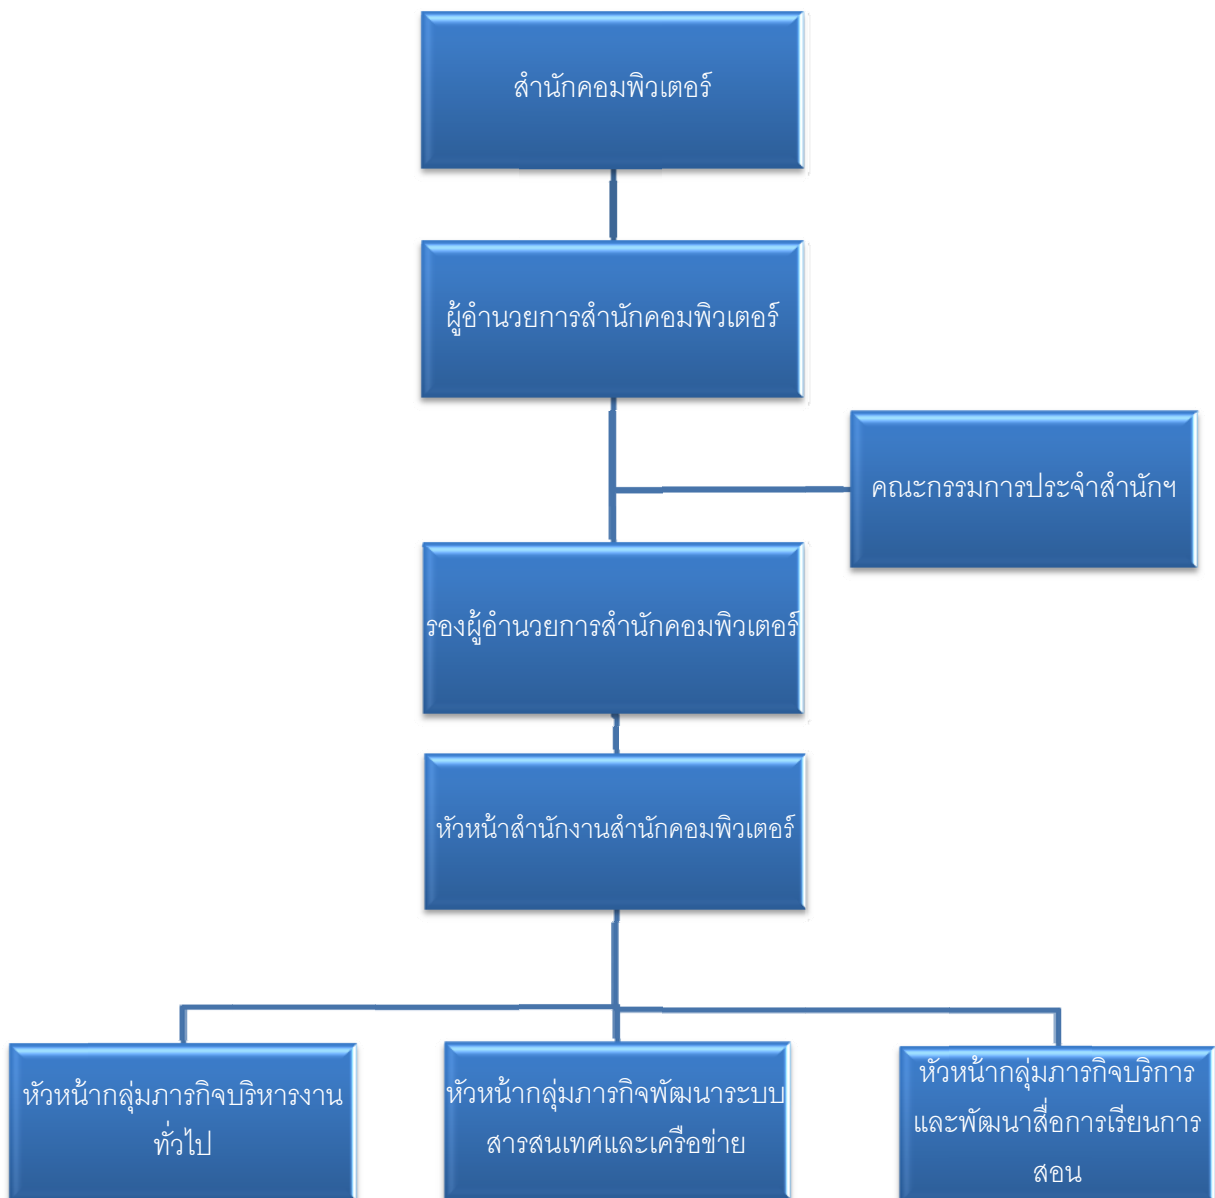 สำนักคอมพิวเตอร์
ผู้อำนวยการสำนักคอมพิวเตอร์
คณะกรรมการประจำสำนักฯ
รองผู้อำนวยการสำนักคอมพิวเตอร์
หัวหน้าสำนักงานสำนักคอมพิวเตอร์
หัวหน้ากลุ่มภารกิจบริหารงาน
ทั่วไป
หัวหน้ากลุ่มภารกิจพัฒนาระบบ
สารสนเทศและเครือข่าย
หัวหน้ากลุ่มภารกิจบริการ
และพัฒนาสื่อการเรียนการ
สอน